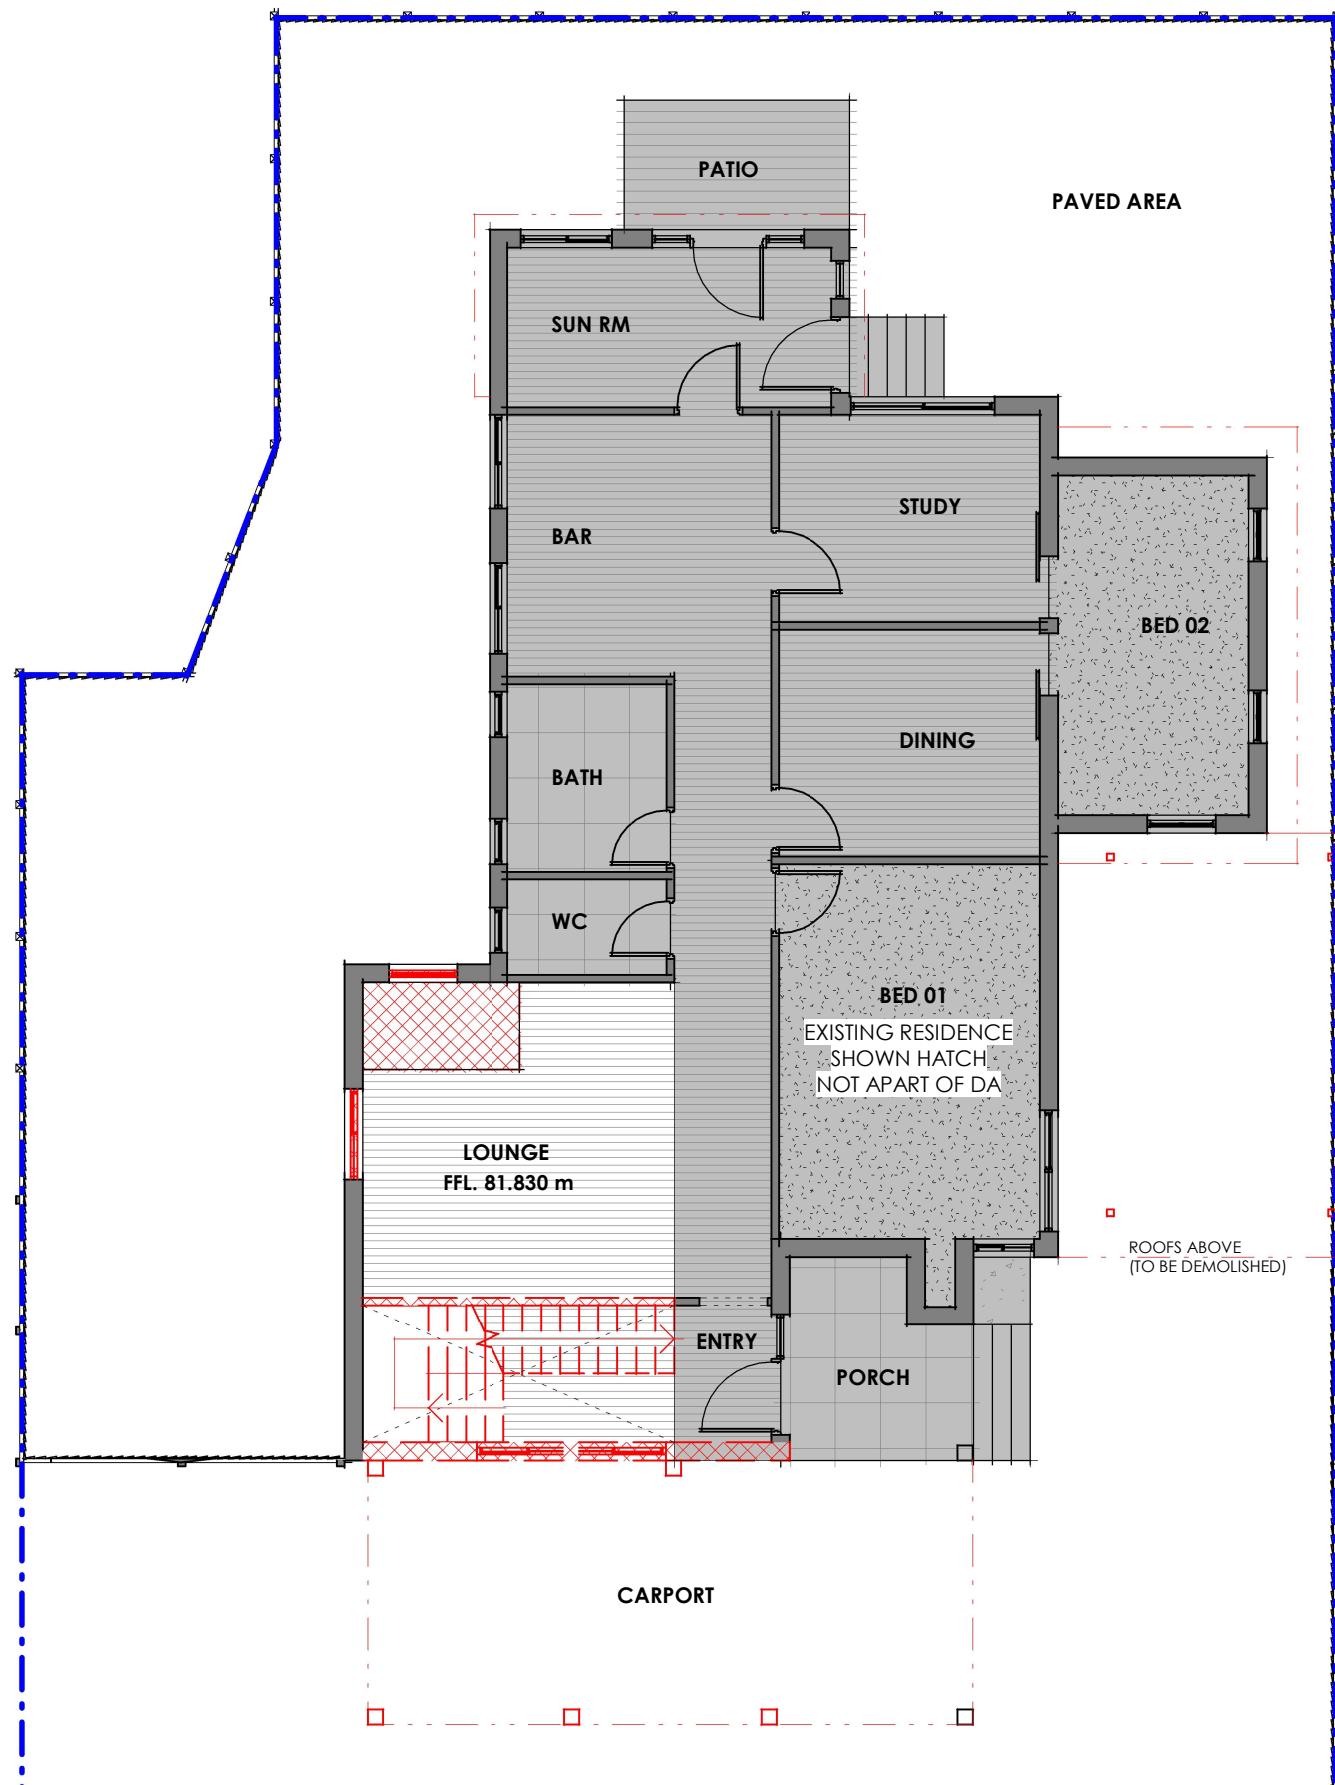 PATIO
PAVED AREA
SUN RM
STUDY
BAR
BED 02
DINING
BATH
WC
BED 01
EXISTING RESIDENCE
SHOWN HATCH
NOT APART OF DA
LOUNGE
FFL. 81.830 m
ROOFS ABOVE
(TO BE DEMOLISHED)
ENTRY
PORCH
CARPORT